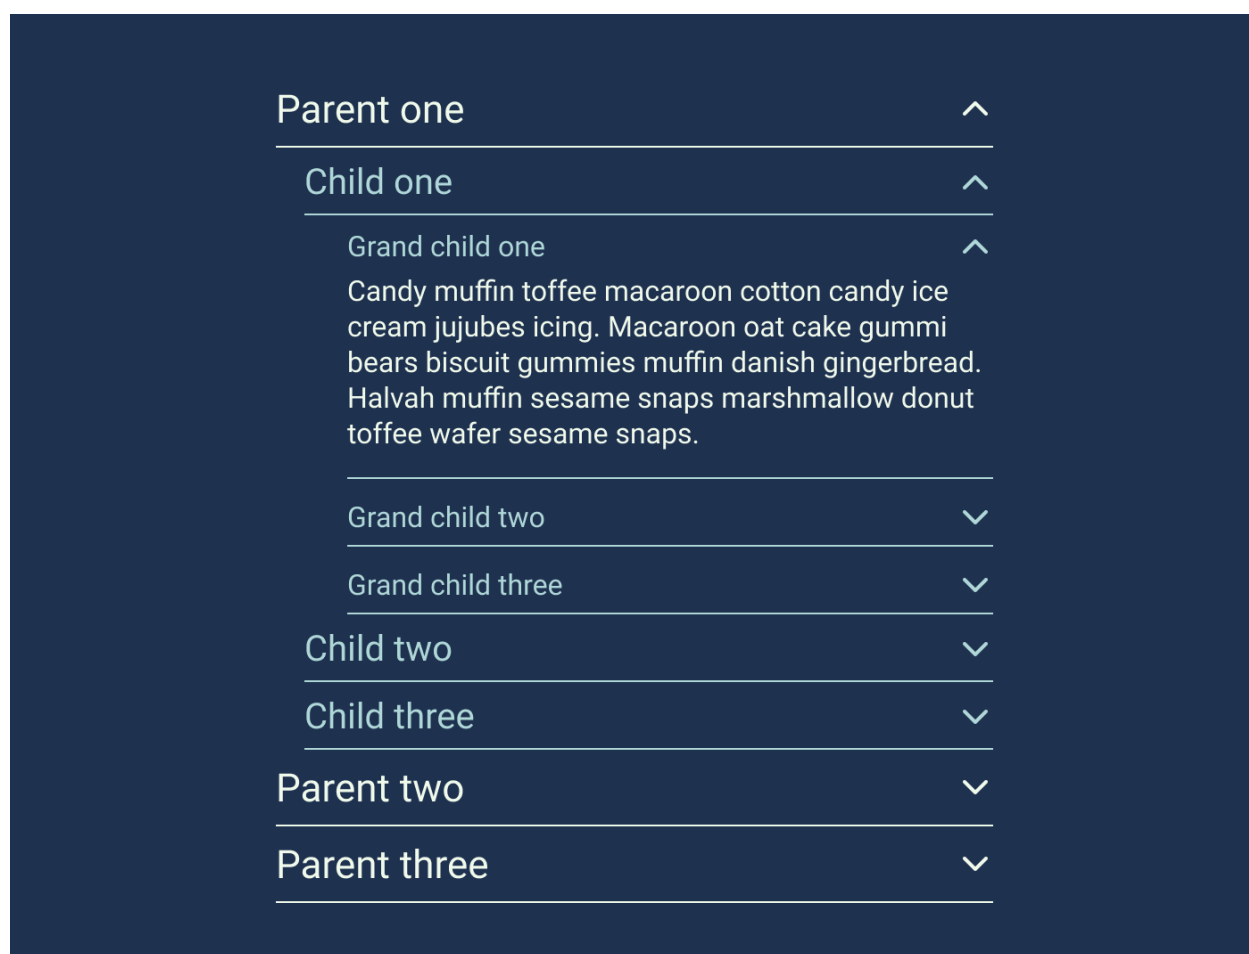 Parent one
Child one
Grand child one
Candy muffin toffee macaroon cotton candy ice
cream jujubes icing. Macaroon oat cake gummi
bears biscuit gummies muffin danish gingerbread.
Halvah muffin sesame snaps marshmallow donut
toffee wafer sesame snaps.
Grand child two
Grand child three
Child two
Child three
Parent two
Parent three